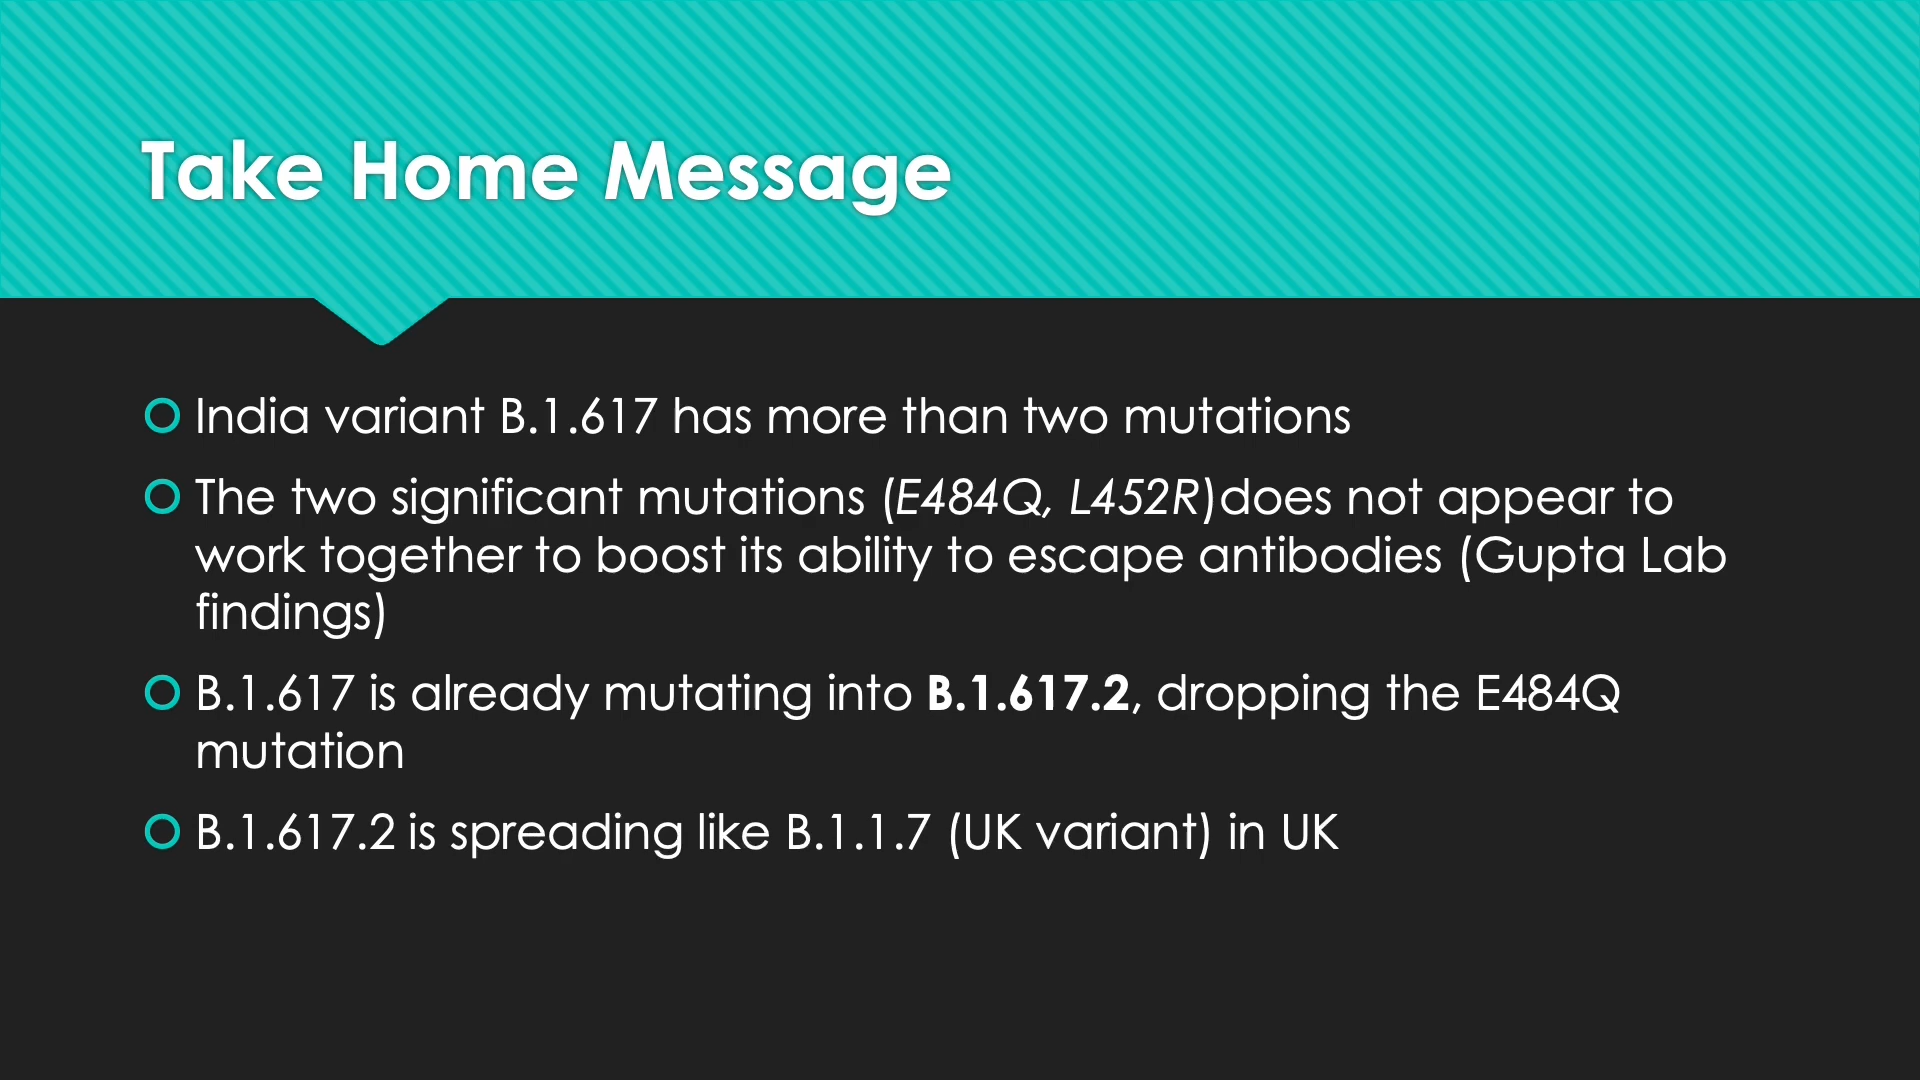 Take Home Message
India variant B.1.617 has more than two mutations
The two significant mutations (E484Q, L452R)does not appear to
work together to boost its ability to escape antibodies (Gupta Lab
findings)
B.1.617 is already mutating into B.1.617.2, dropping the E484Q
mutation
B.1.617.2 is spreading like B.1.1.7 (UK variant) in UK